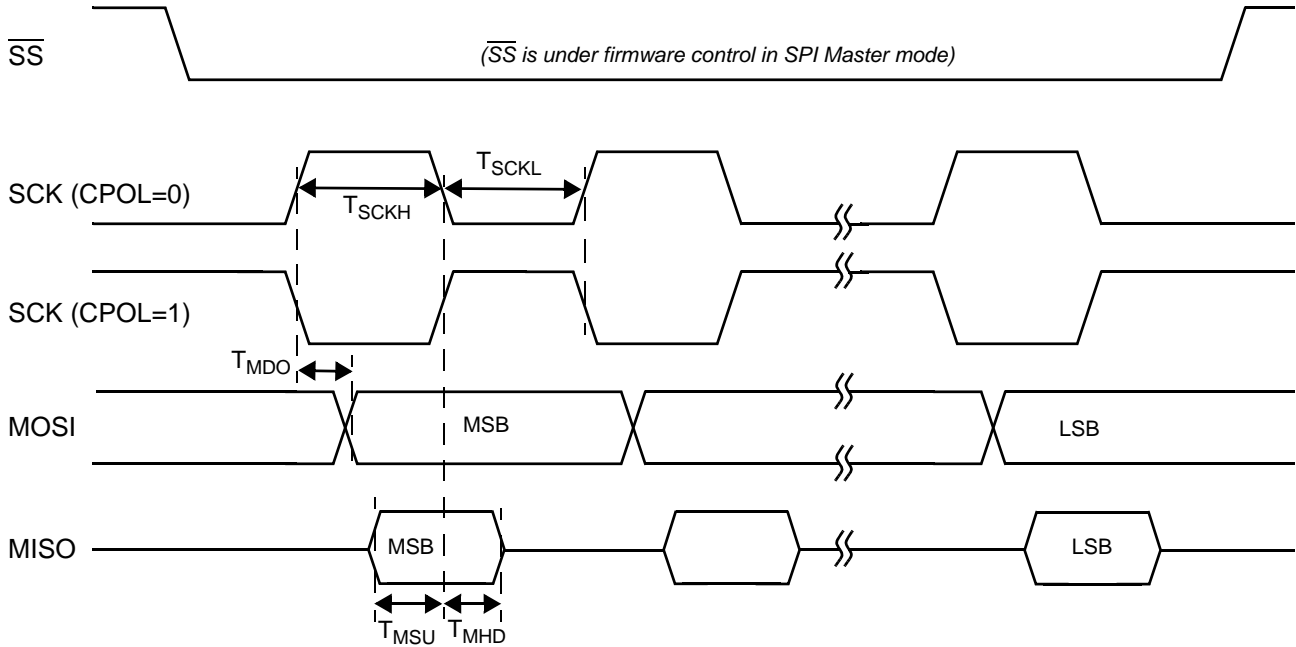 SS
(SS is under firmware control in SPI Master mode)
SCK (CPOL=0)
TSCKH
TSCKL
SCK (CPOL=1)
TMDO
MOSI
MSB
LSB
MISO
MSB
LSB
TMSU
TMHD